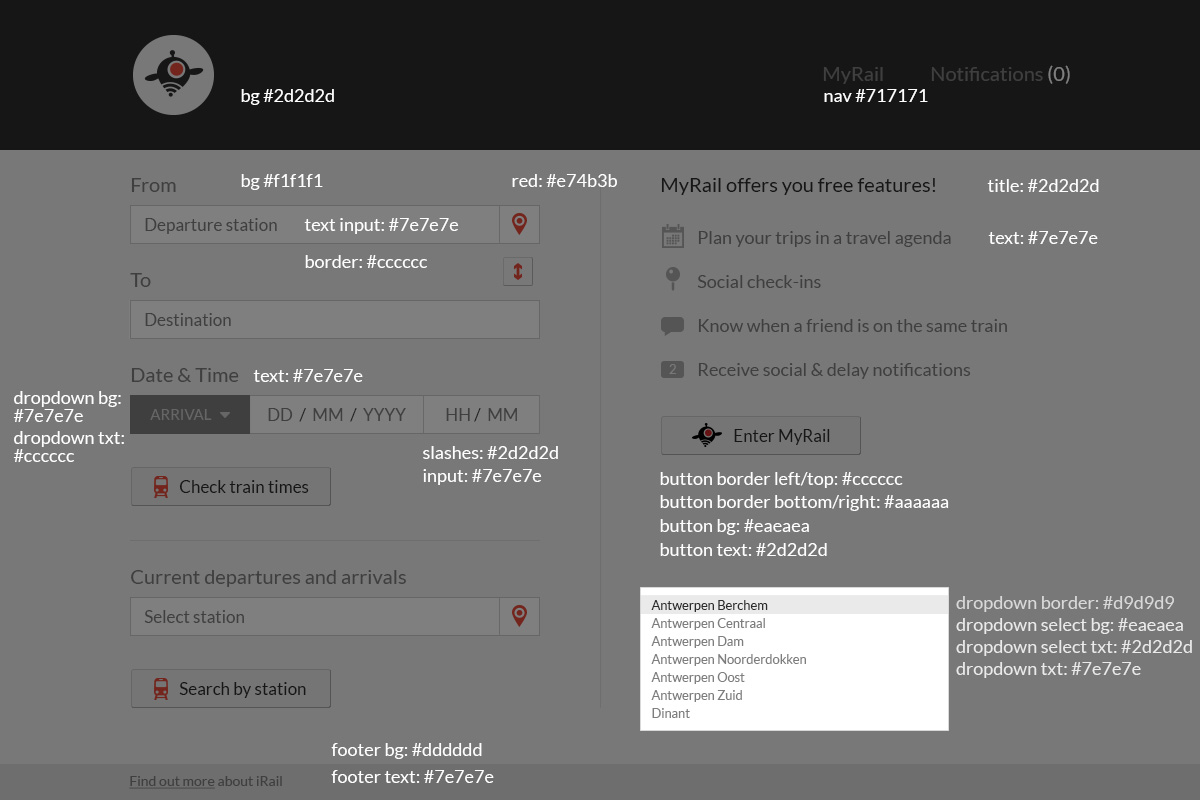 MyRail
Notifications (0)
bg #2d2d2d
nav #717171
From
bg #f1f1f1
red: #e74b3b
Departure station
text input: #7e7e7e
border: #cccccc
To
Destination
Date & Time
text: #7e7e7e
dropdown bg:
#7e7e7e
dropdown txt:
#cccccc
ARRIVAL
DD / MM / YYYY
HH / MM
slashes: #2d2d2d
input: #7e7e7e
Check train times
Current departures and arrivals
Select station
Search by station
MyRail offers you free features!
title: #2d2d2d
Plan your trips in a travel agenda
text: #7e7e7e
Social check-ins
Know when a friend is on the same train
2
Receive social & delay notifications
Enter MyRail
button border left/top: #cccccc
button border bottom/right: #aaaaaa
button bg: #eaeaea
button text: #2d2d2d
Antwerpen Berchem
Antwerpen Centraal
Antwerpen Dam
Antwerpen Noorderdokken
Antwerpen Oost
Antwerpen Zuid
Dinant
dropdown border: #d9d9d9
dropdown select bg: #eaeaea
dropdown select txt: #2d2d2d
dropdown txt: #7e7e7e
footer bg: #dddddd
footer text: #7e7e7e
Find out more about iRail